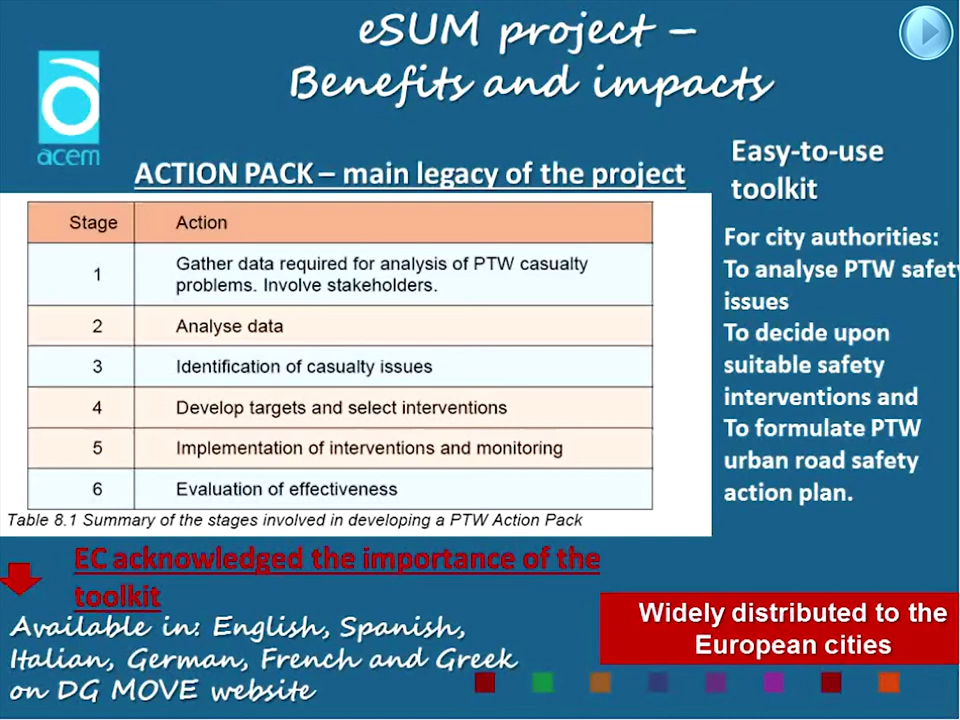 eSUM project –
Benefits and impacts
acem
ACTION PACK – main legacy of the project
Easy-to-use
toolkit
Stage Action
1 Gather data required for analysis of PTW casualty
problems. Involve stakeholders.
2 Analyse data
3 Identification of casualty issues
4 Develop targets and select interventions
5 Implementation of interventions and monitoring
6 Evaluation of effectiveness
Table 8.1 Summary of the stages involved in developing a PTW Action Pack
For city authorities:
To analyse PTW safety
issues
To decide upon
suitable safety
interventions and
To formulate PTW
urban road safety
action plan.
EC acknowledged the importance of the
toolkit
Available in: English, Spanish,
Italian, German, French and Greek
on DG MOVE website
Widely distributed to the
European cities